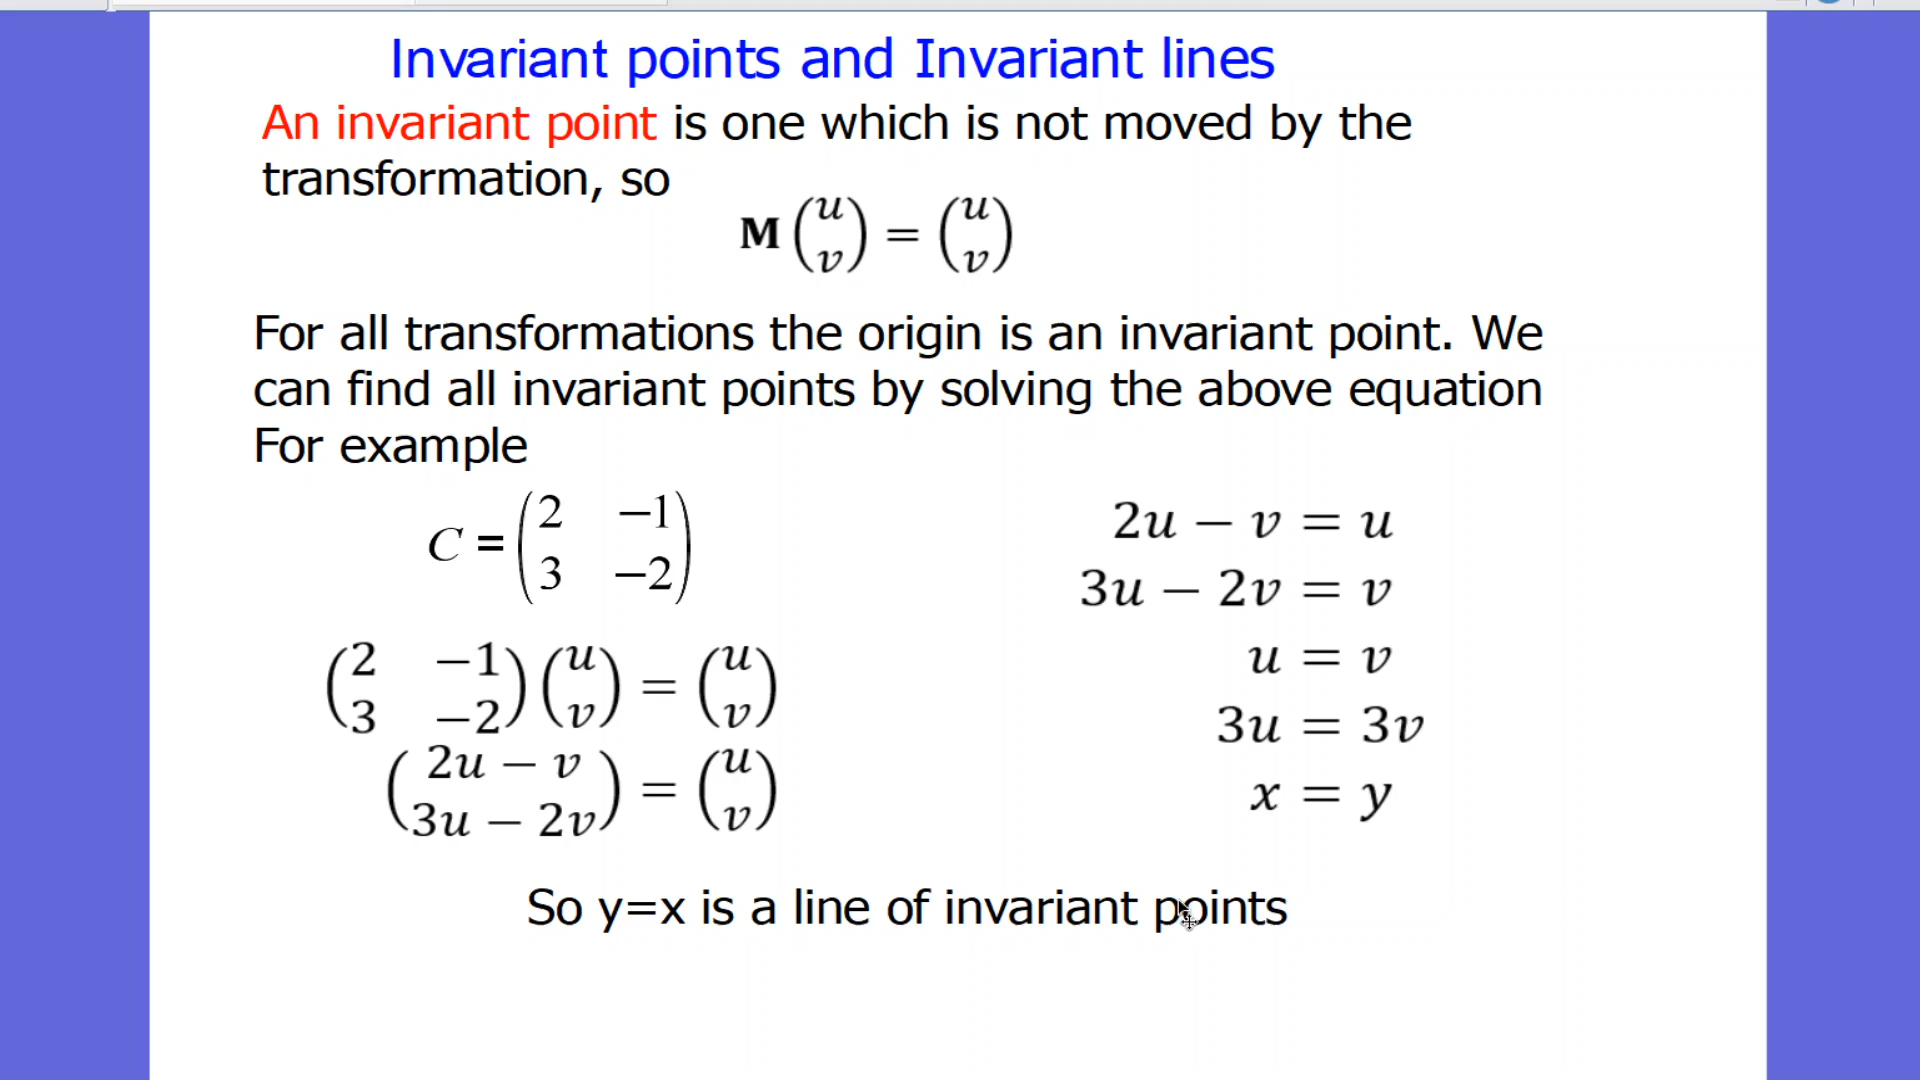 Invariant points and Invariant lines
An invariant point is one which is not moved by the
transformation, so
M (u v) = (u v)
For all transformations the origin is an invariant point. We
can find all invariant points by solving the above equation
For example
C = (2 −1 3 −2)
(2 −1 3 −2)(u v) = (u v)
(2u − v 3u − 2v) = (u v)
2u − v = u
3u − 2v = v
u = v
3u = 3v
x = y
So y=x is a line of invariant points